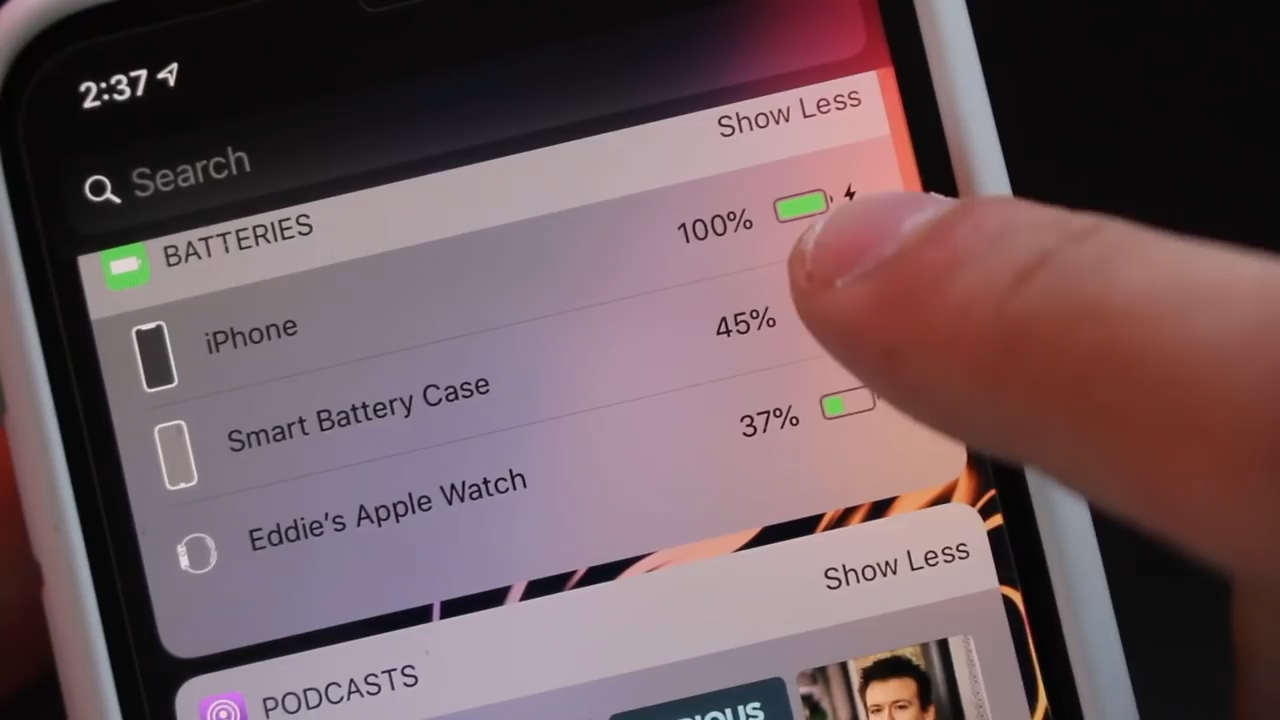 2:37
Search
Show Less
BATTERIES
iPhone 100%
Smart Battery Case 45%
Eddie's Apple Watch 37%
Show Less
PODCASTS